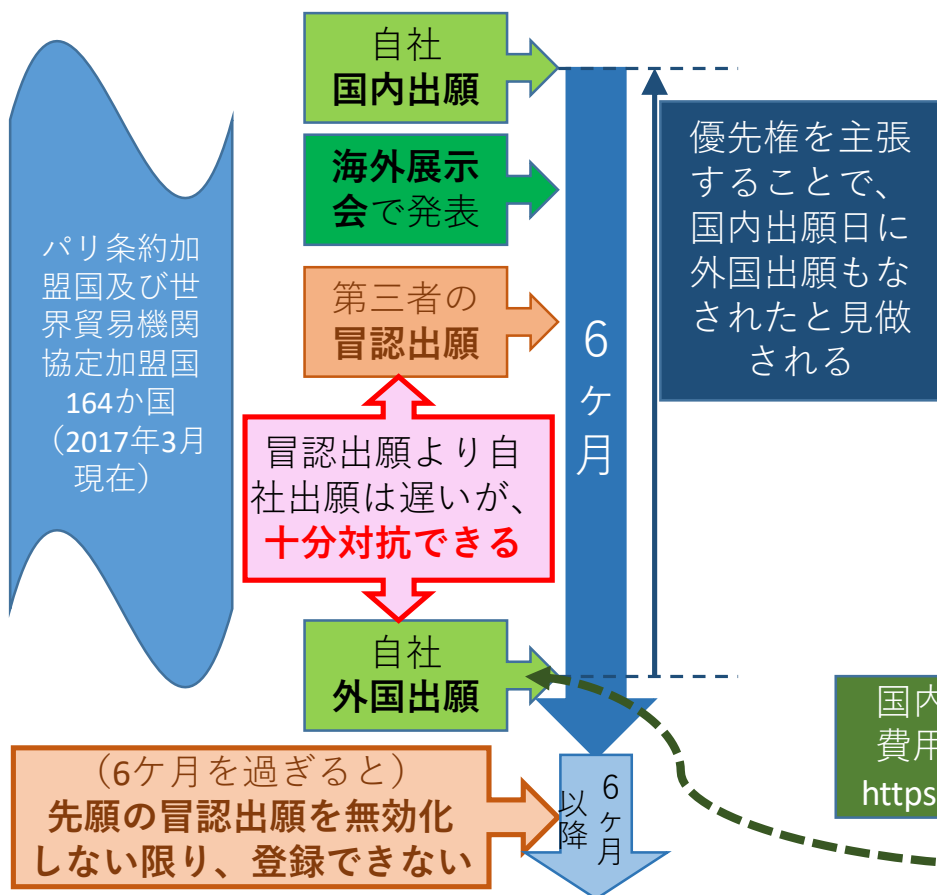 自社
国内出願
海外展示
会で発表
第三者の
冒認出願
パリ条約加
盟国及び世
界貿易機関
協定加盟国
164か国
（2017年3月
現在）
優先権を主張
することで、
国内出願日に
外国出願もな
されたと見做
される
6ヶ月
冒認出願より自
社出願は遅いが、
十分対抗できる
自社
外国出願
国内
費用
https
（6ケ月を過ぎると）
先願の冒認出願を無効化
しない限り、登録できない
6ヶ月
以降